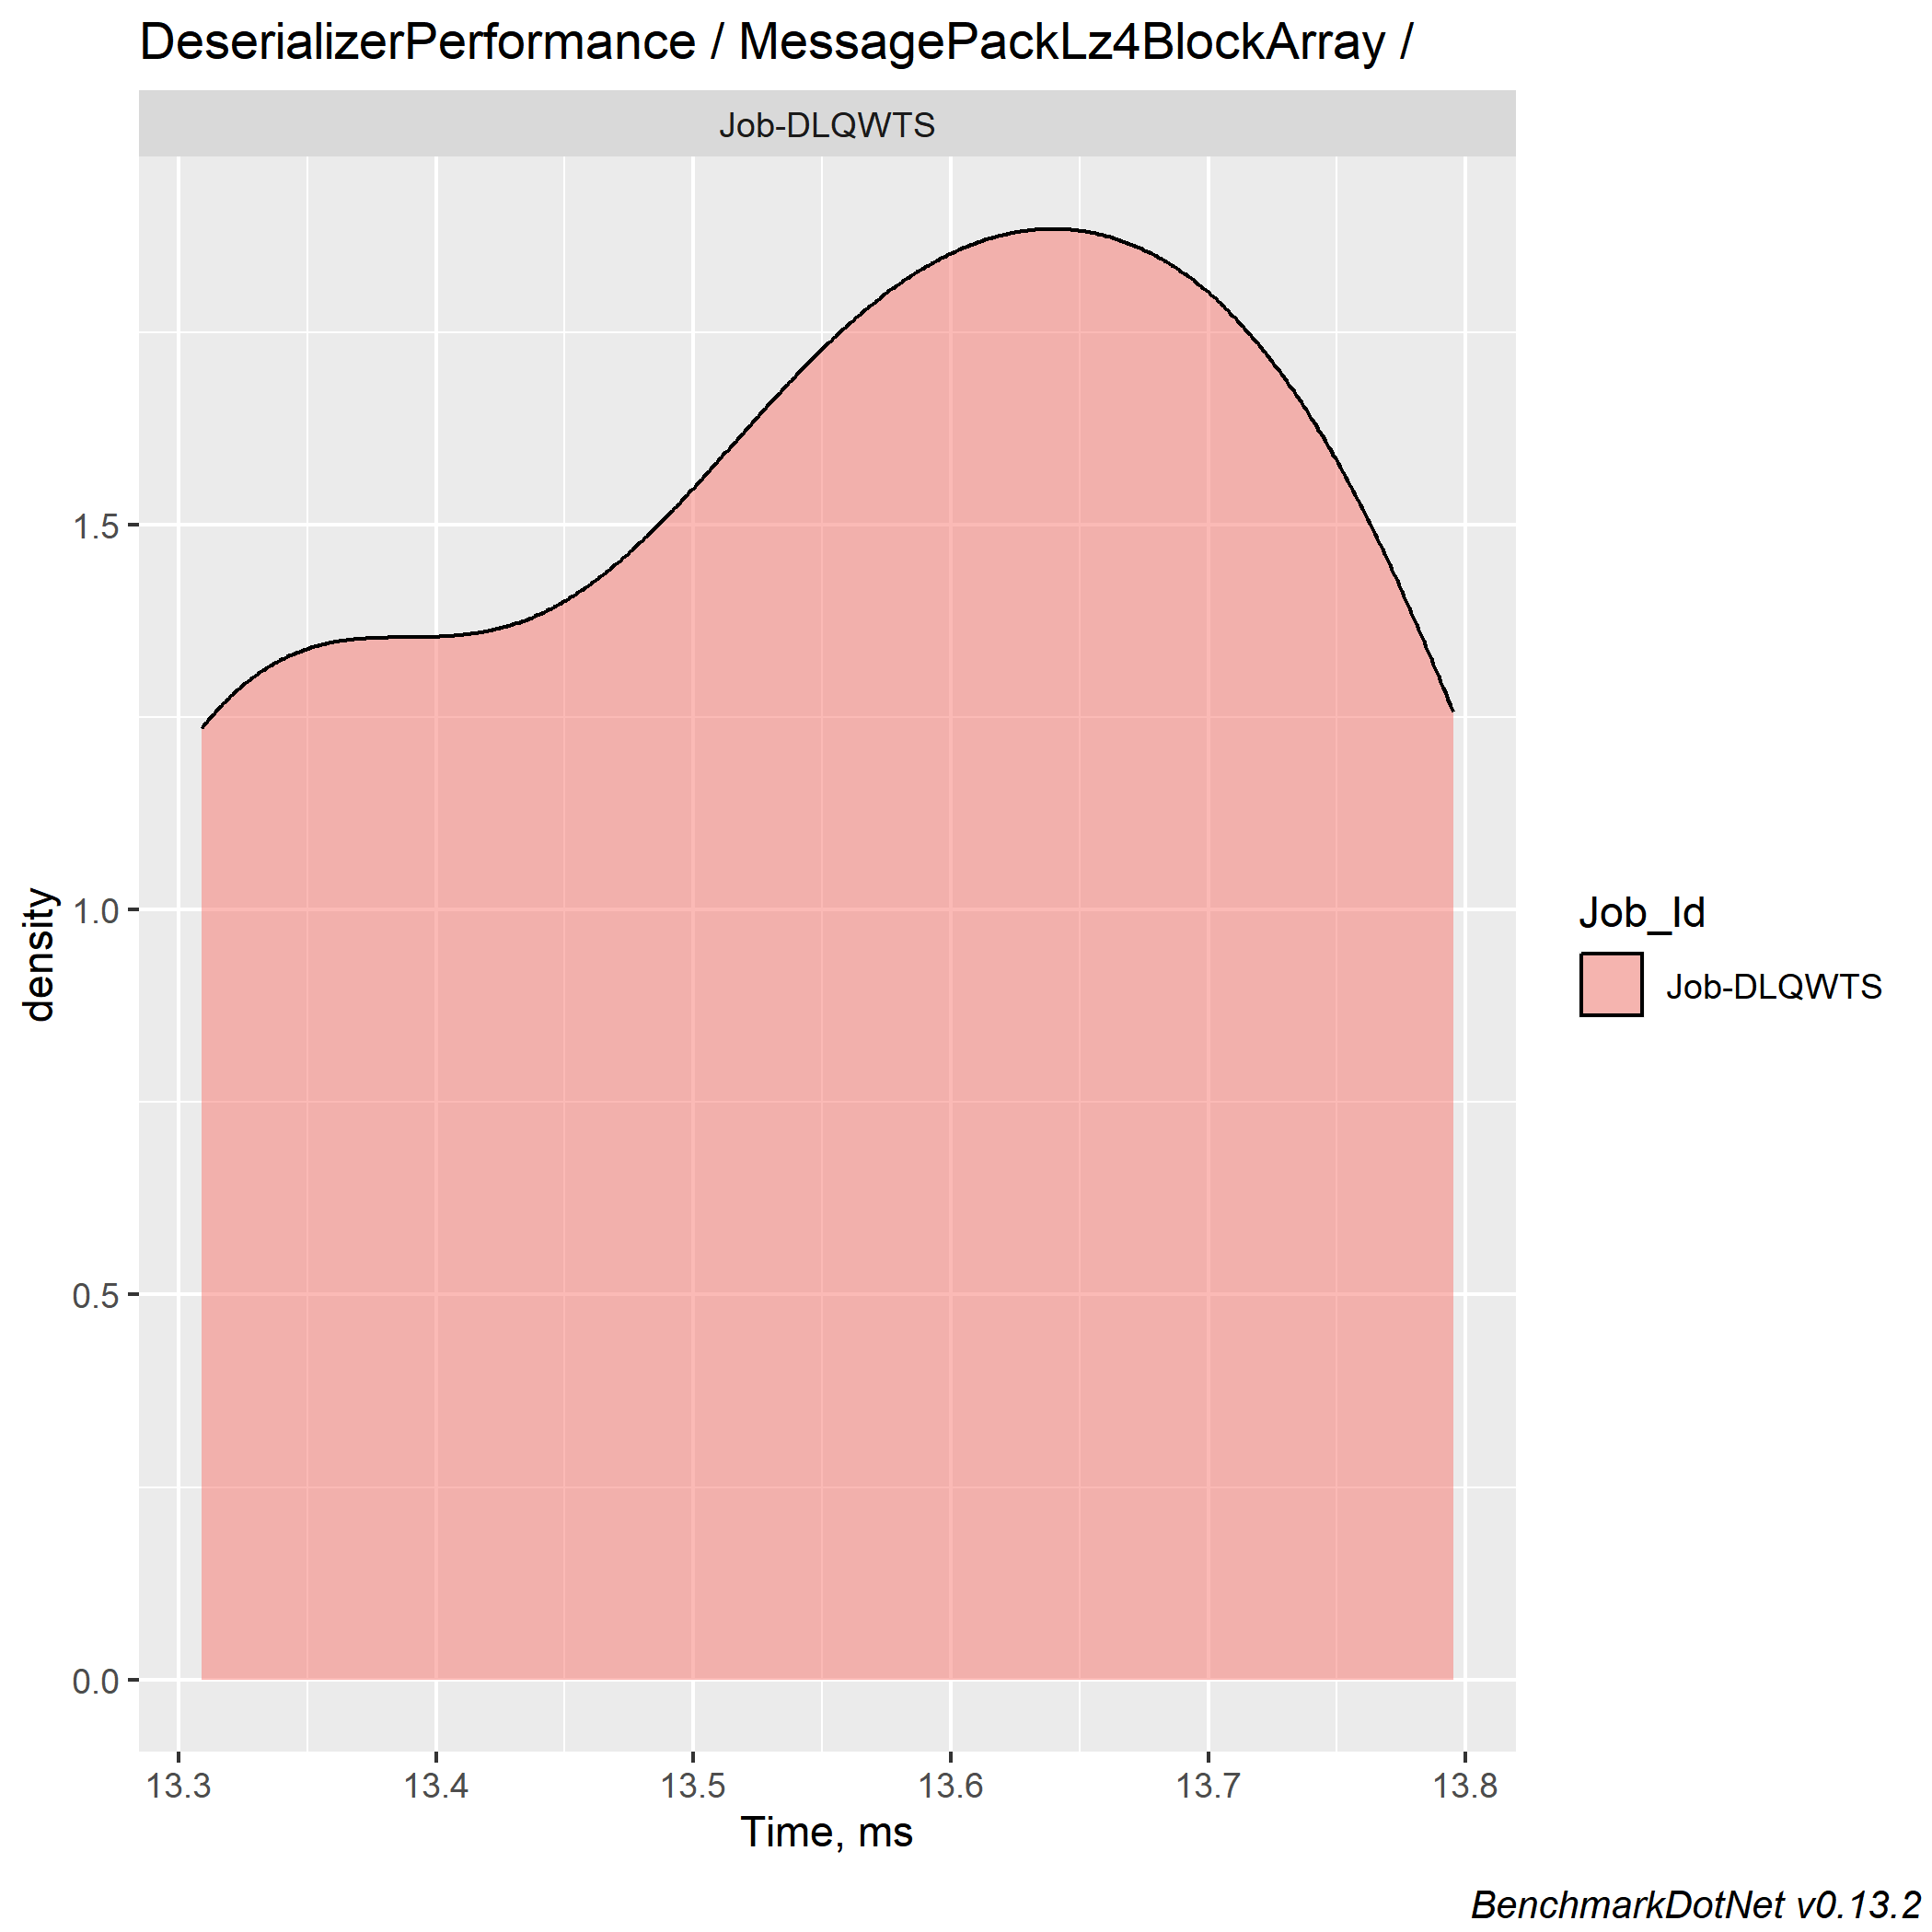 DeserializerPerformance / MessagePackLz4BlockArray /
Job-DLQWTS
1.5
1.0
0.5
0.0
density
13.3 13.4 13.5 13.6 13.7 13.8
Time, ms
Job_Id
Job-DLQWTS
BenchmarkDotNet v0.13.2